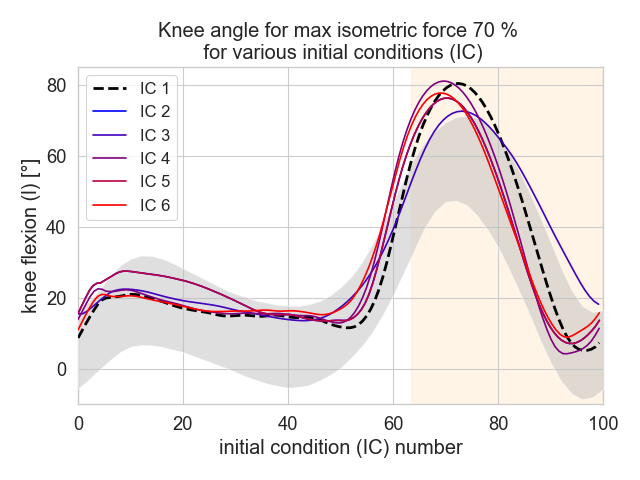 Knee angle for max isometric force 70 %
for various initial conditions (IC)
knee flexion (l) [°]
80
60
40
20
0
IC 1
IC 2
IC 3
IC 4
IC 5
IC 6
0 20 40 60 80 100
initial condition (IC) number